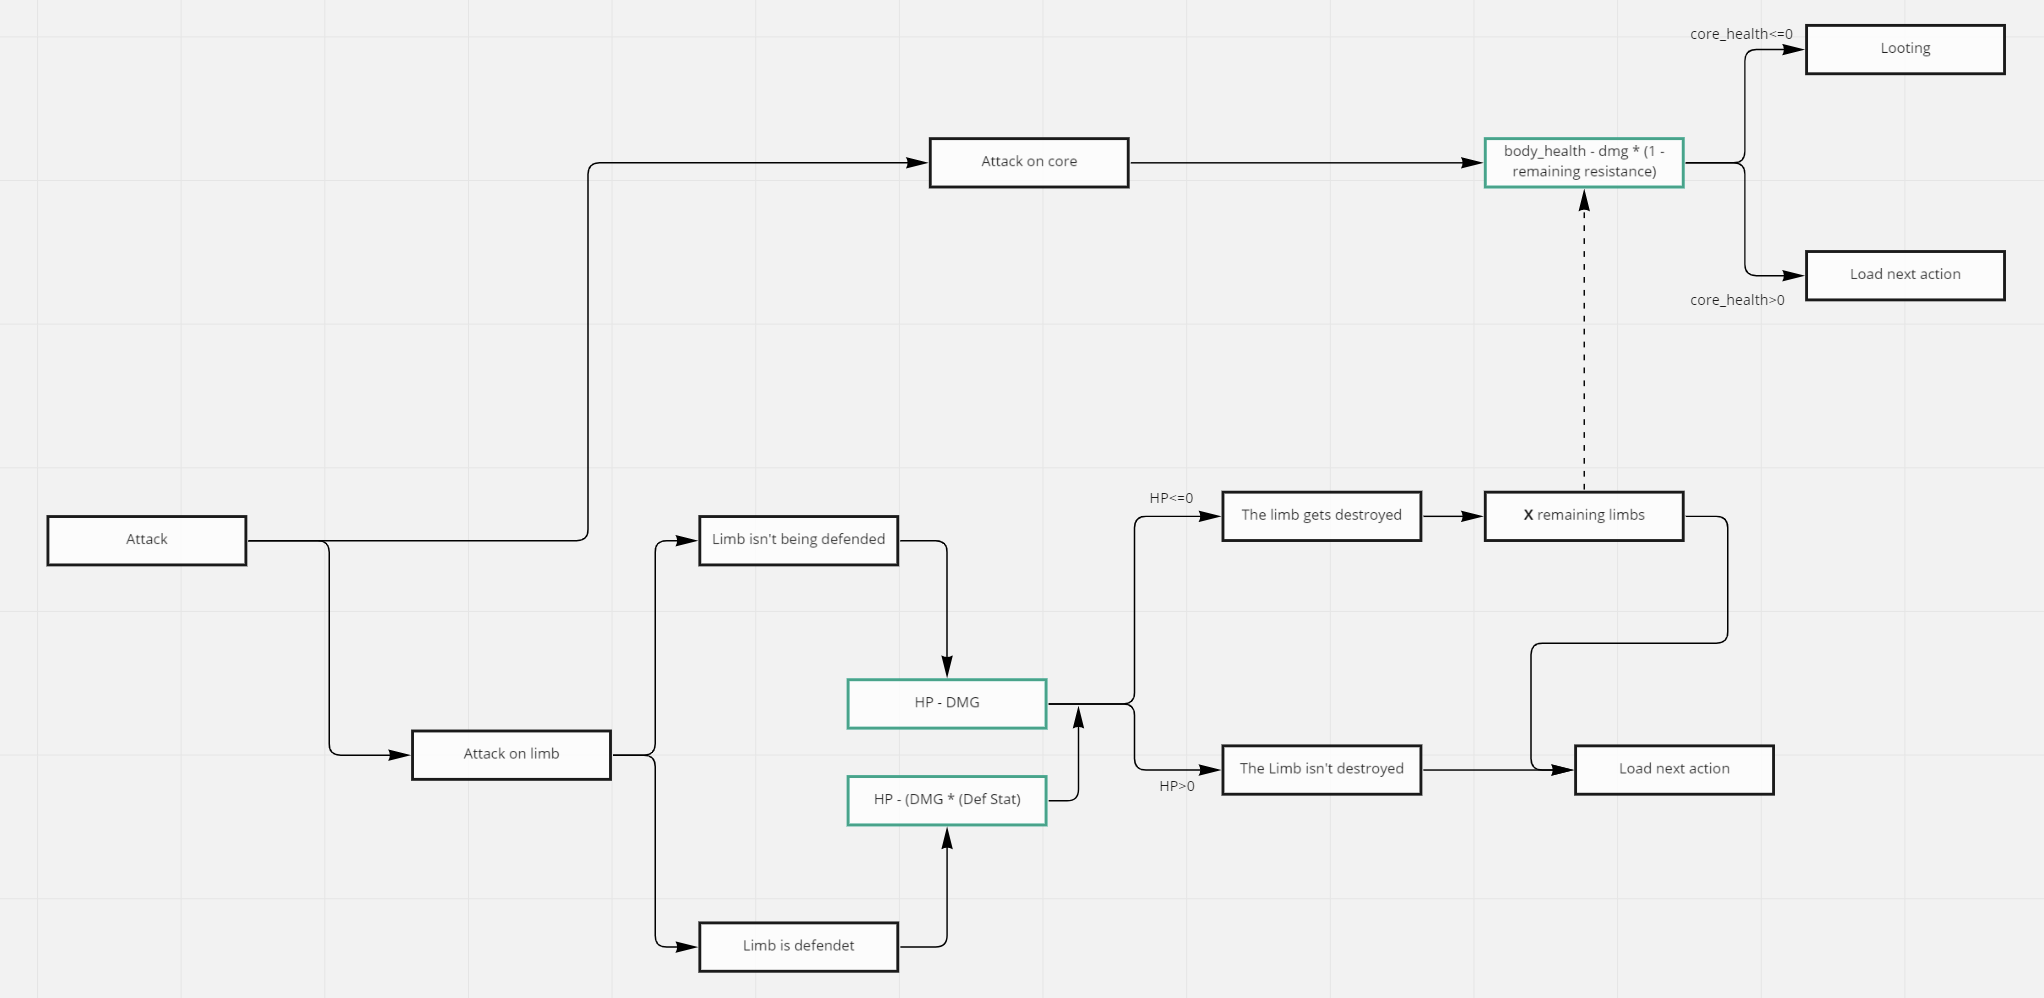 core_health<=0
Looting
Attack on core
body_health - dmg * (1 -
remaining resistance)
Load next action
core_health>0
HP<=0
The limb gets destroyed
X remaining limbs
Attack
Limb isn't being defended
HP - DMG
Attack on limb
The Limb isn't destroyed
Load next action
HP>0
HP - (DMG * (Def Stat)
Limb is defendet